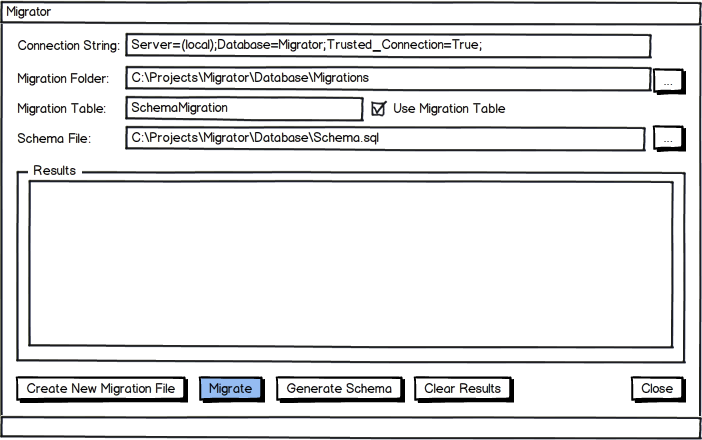 Migrator
Connection String: Server=(local);Database=Migrator;Trusted_Connection=True;
Migration Folder: C:\Projects\Migrator\Database\Migrations ...
Migration Table: SchemaMigration Use Migration Table
Schema File: C:\Projects\Migrator\Database\Schema.sql ...
Results
Create New Migration File Migrate Generate Schema Clear Results Close